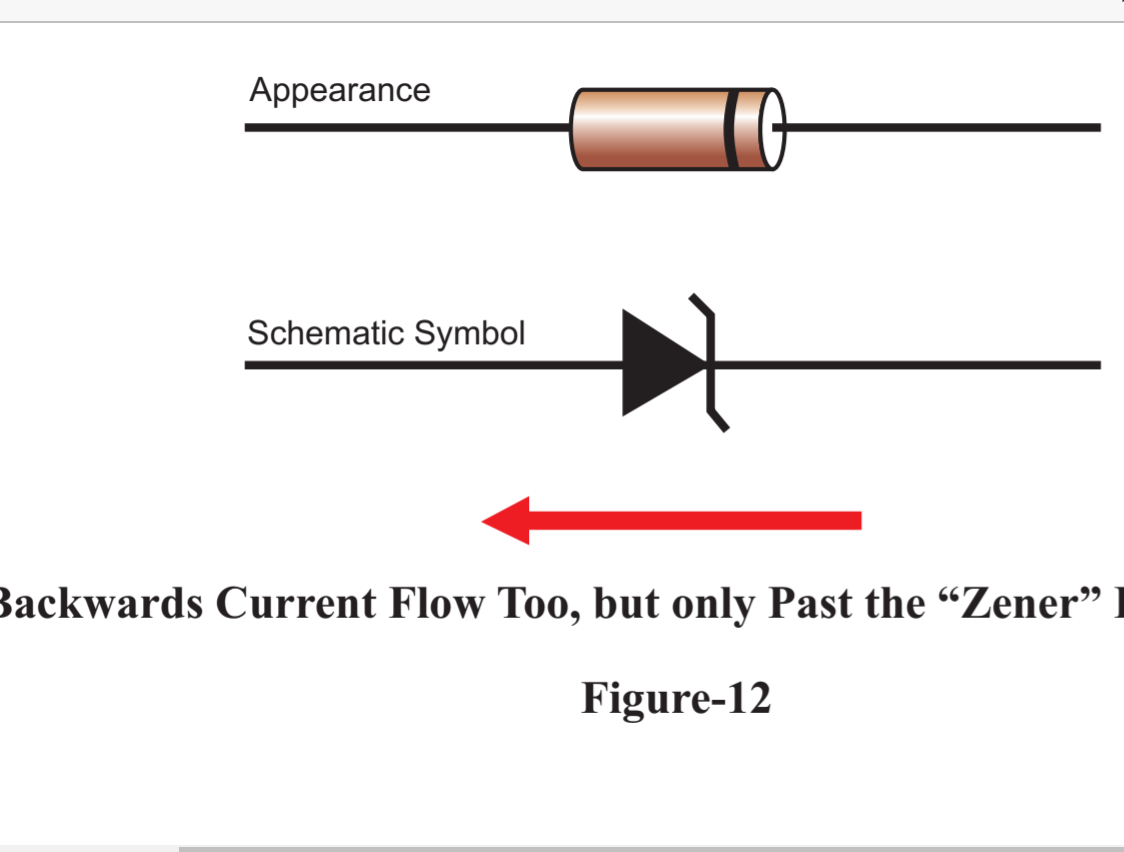 Appearance
Schematic Symbol
Backwards Current Flow Too, but only Past the “Zener”
Figure-12